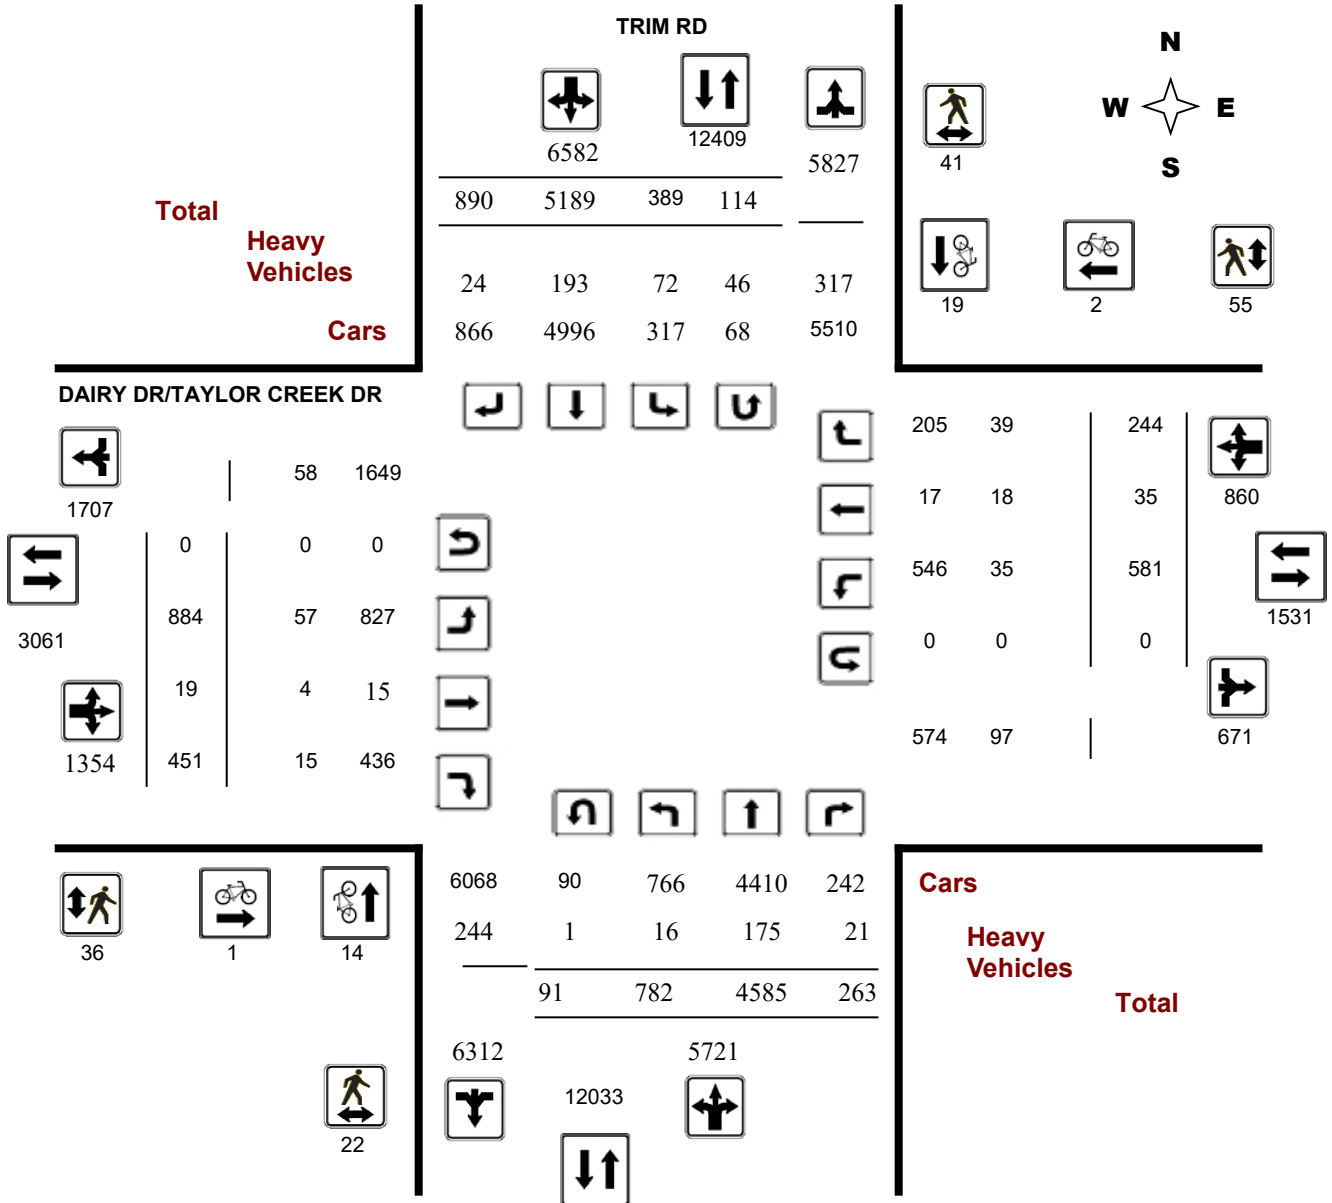 TRIM RD
N
W E
S
6582
12409
5827
41
890 5189 389 114
Total
Heavy
Vehicles
24 193 72 46 317
19 2 55
Cars
866 4996 317 68 5510
DAIRY DR/TAYLOR CREEK DR
205 39 244
58 1649
1707
17 18 35 860
0 0 0
546 35 581
884 57 827
1531
3061
0 0 0
19 4 15
574 97 671
1354 451 15 436
6068 90 766 4410 242
Cars
244 1 16 175 21
Heavy
Vehicles
36 1 14
91 782 4585 263
Total
6312 5721
12033
22